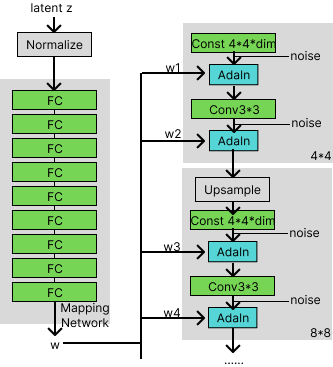 latent z
Normalize
FC
FC
FC
FC
FC
FC
FC
FC
FC
Mapping
Network
w
w1
w2
w3
w4
Const 4*4*dim
noise
AdaIn
Conv3*3
noise
AdaIn
4*4
Upsample
Const 4*4*dim
noise
AdaIn
Conv3*3
noise
AdaIn
8*8
......